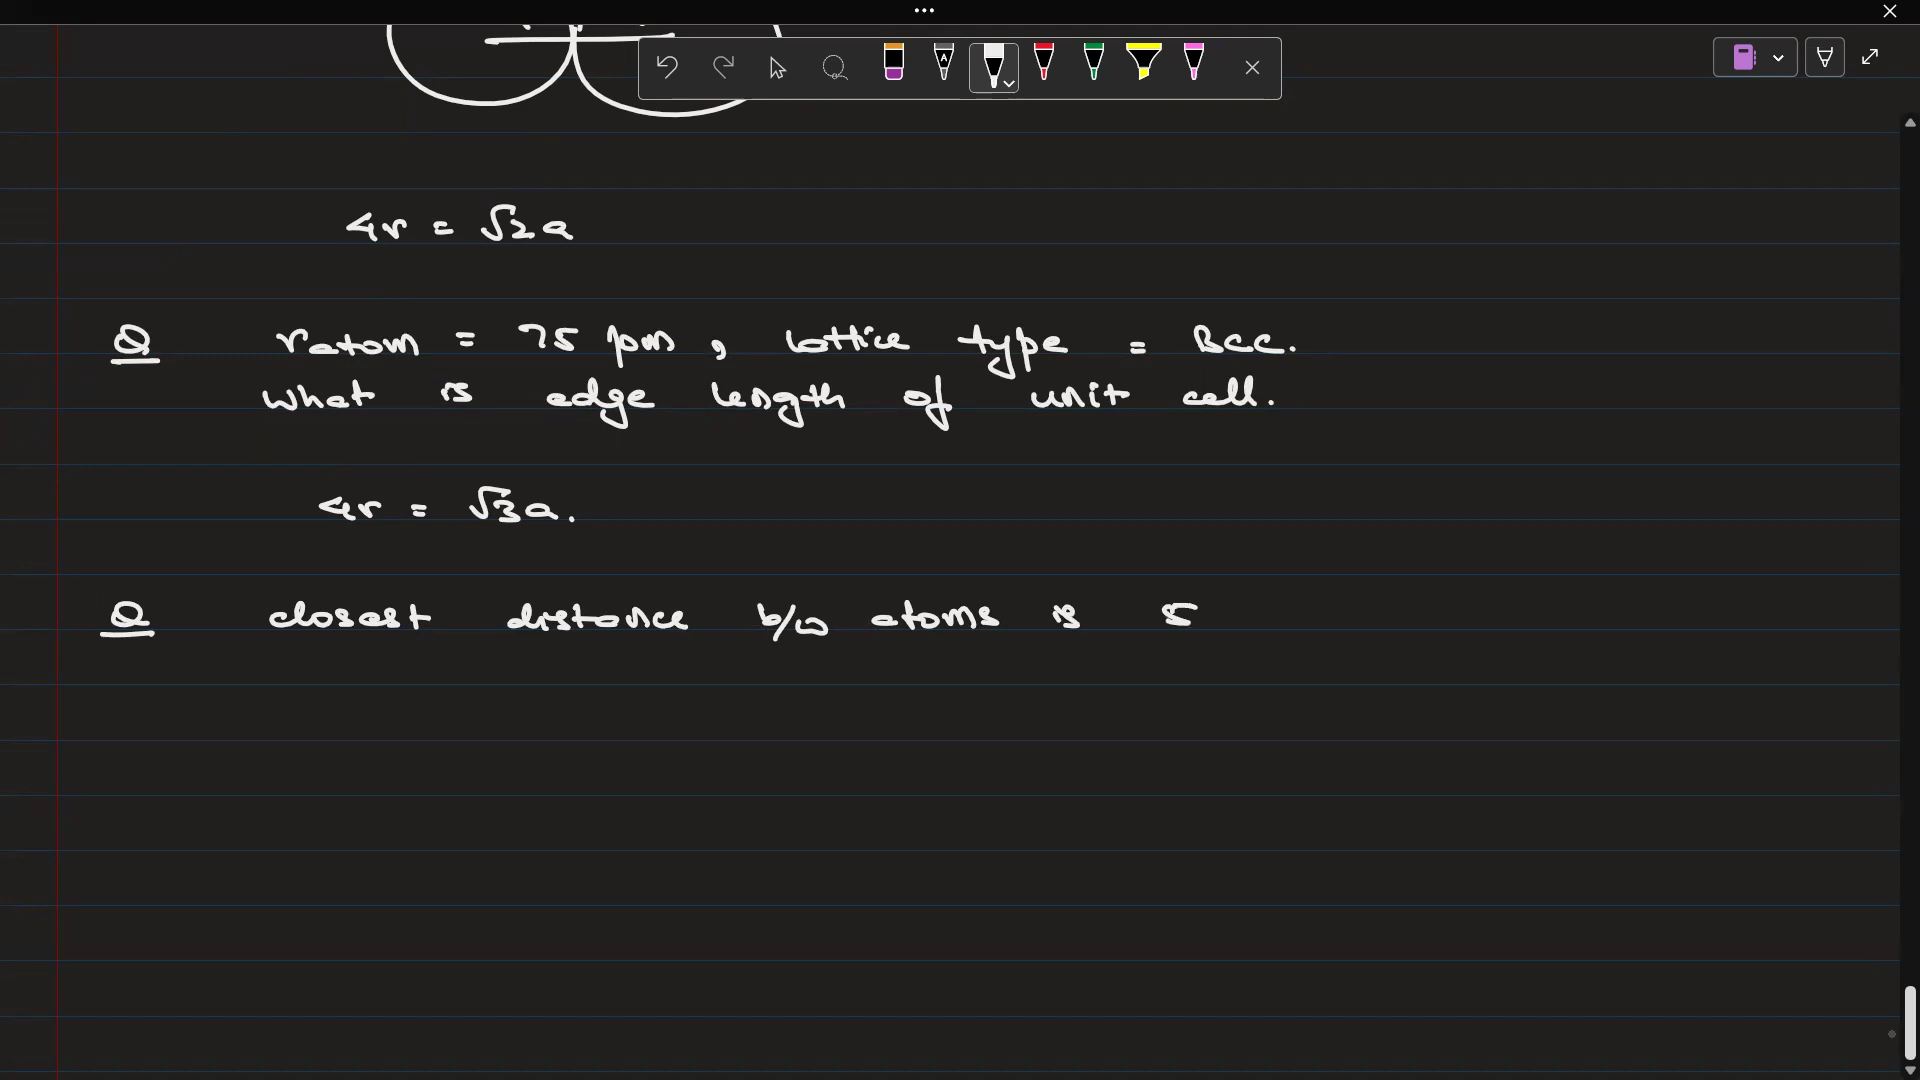 4r = √2a
Q ratom = 75 pm, lattice type = BCC.
What is edge length of unit cell.
4r = √3a.
Q closest distance b/w atoms is 5